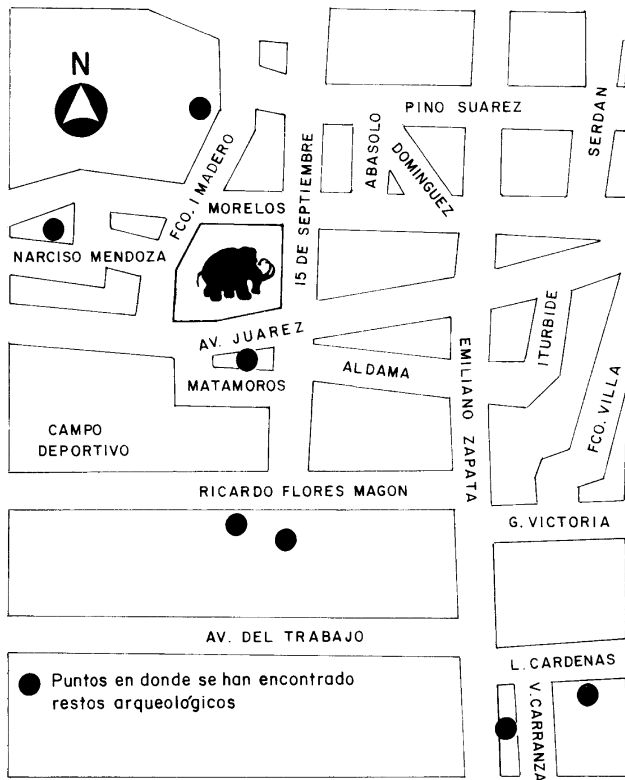 N
PINO SUAREZ
SERDAN
ABASOLO
DOMINGUEZ
FCO. I MADERO
15 DE SEPTIEMBRE
MORELOS
NARCISO MENDOZA
AV. JUAREZ
MATAMOROS
ALDAMA
EMILIANO ZAPATA
ITURBIDE
FCO. VILLA
CAMPO
DEPORTIVO
RICARDO FLORES MAGON
G. VICTORIA
AV. DEL TRABAJO
L. CARDENAS
V. CARRANZA
Puntos en donde se han encontrado
restos arqueológicos